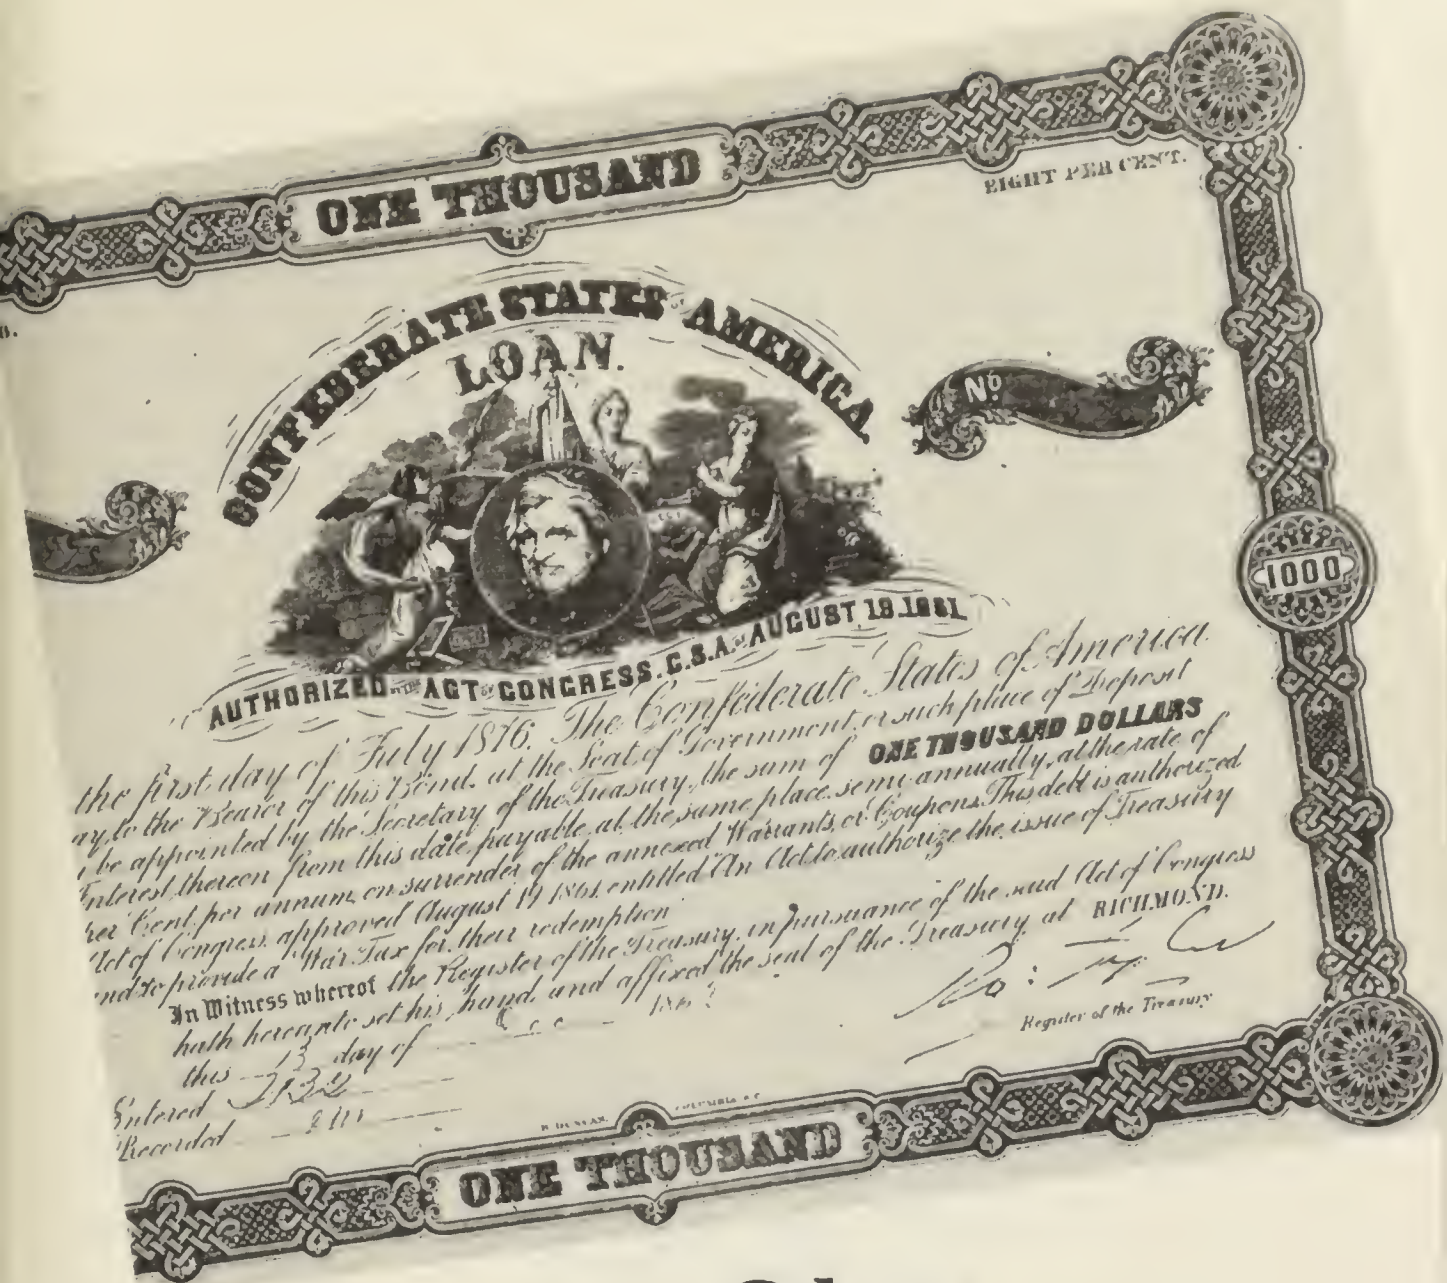 ONE THOUSAND
EIGHT PER CENT.
CONFEDERATE STATES OF AMERICA
LOAN.
No.
1000
AUTHORIZED BY THE ACT OF CONGRESS. C.S.A. OF AUGUST 19. 1861
the first day of July 1876. The Confederate States of America
ay, to the Bearer of this Bond, at the Seat of Government, or such place of Deposit
be appointed by the Secretary of the Treasury, the sum of ONE THOUSAND DOLLARS
Interest thereon from this date, payable at the same place, semi annually, at the rate of
per Cent. per annum, on surrender of the annexed Warrants, or Coupons. This debt is authorized
Act of Congress, approved August 19 1861, entitled "An Act to authorize the issue of Treasury
and to provide a War Tax for their redemption
In Witness whereof the Register of the Treasury, in pursuance of the said Act of Congress
hath hereunto set his hand, and affixed the seal of the Treasury, at RICHMOND.
this 13 day of 186
Register of the Treasury
Entered
Recorded
B. DUNCAN, COLUMBIA S.C.
ONE THOUSAND